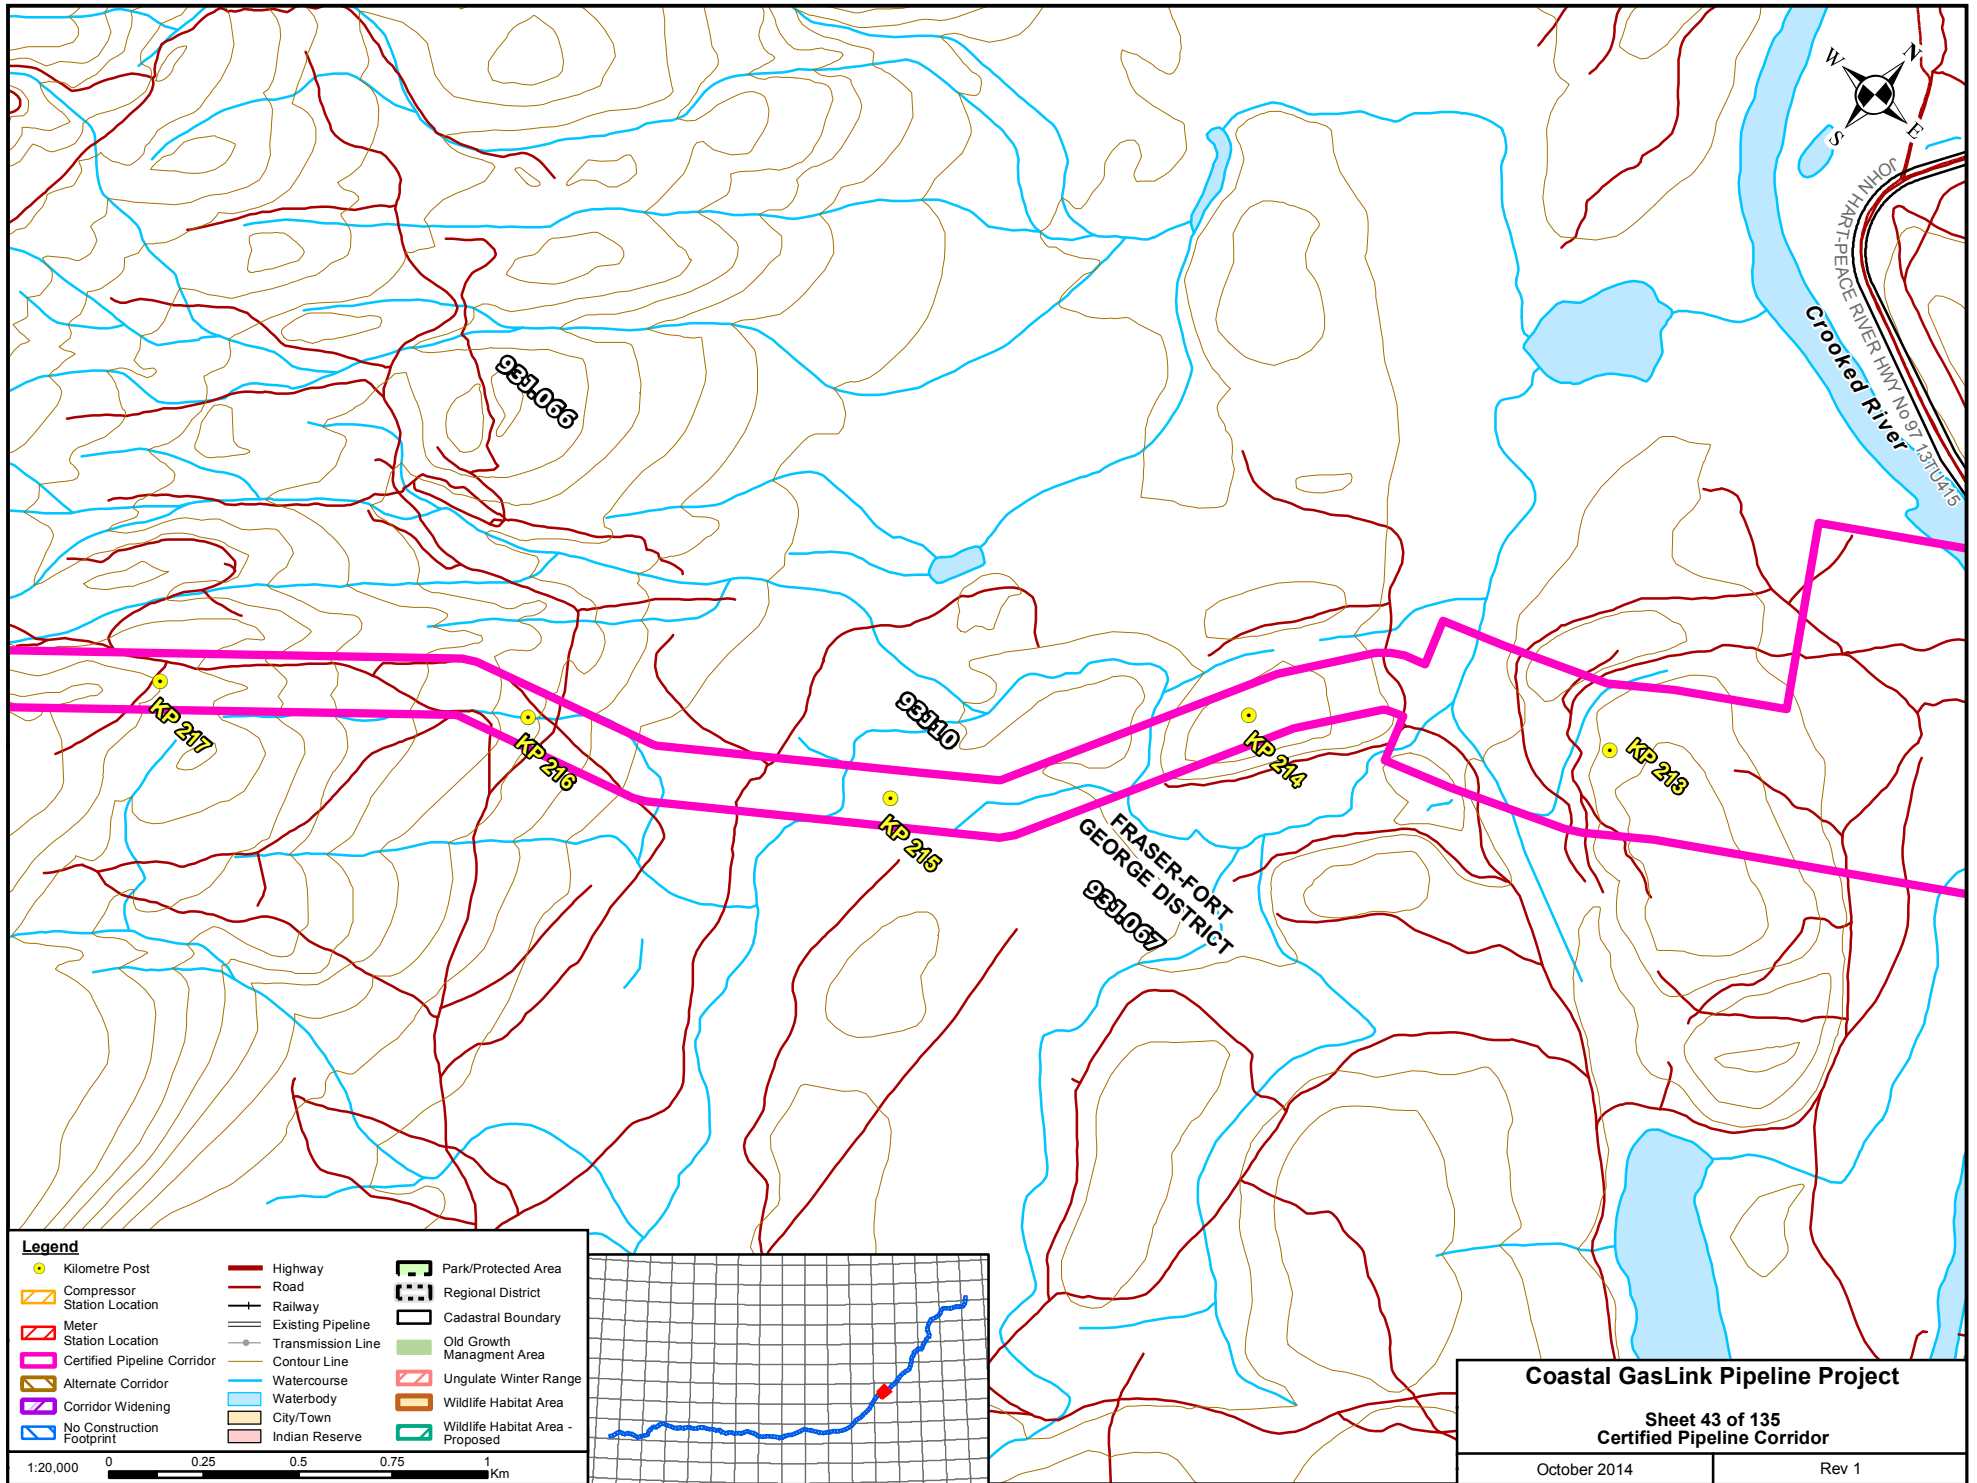 W
N
S
E
JOHN HART-PEACE RIVER HWY No 97 13TU415
Crooked River
93J.066
93J10
93J.067
FRASER-FORT
GEORGE DISTRICT
KP 217
KP 216
KP 215
KP 214
KP 213
Legend
Kilometre Post
Compressor
Station Location
Meter
Station Location
Certified Pipeline Corridor
Alternate Corridor
Corridor Widening
No Construction
Footprint
Highway
Road
Railway
Existing Pipeline
Transmission Line
Contour Line
Watercourse
Waterbody
City/Town
Indian Reserve
Park/Protected Area
Regional District
Cadastral Boundary
Old Growth
Managment Area
Ungulate Winter Range
Wildlife Habitat Area
Wildlife Habitat Area -
Proposed
1:20,000
0 0.25 0.5 0.75 1
Km
Coastal GasLink Pipeline Project
Sheet 43 of 135
Certified Pipeline Corridor
October 2014
Rev 1